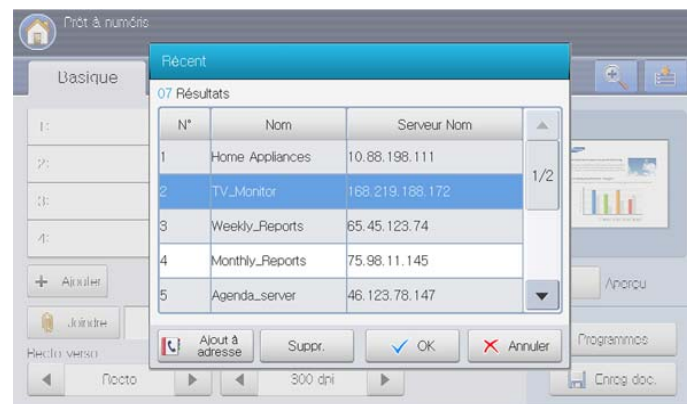 Prêt à numéris
Basique
Récent
07 Résultats
N° Nom Serveur Nom
1 Home Appliances 10.88.198.111
2 TV_Monitor 168.219.188.172
3 Weekly_Reports 65.45.123.74
4 Monthly_Reports 75.98.11.145
5 Agenda_server 46.123.78.147
1/2
1:
2:
3:
4:
Ajouter
Aperçu
Joindre
Ajout à adresse Suppr. OK Annuler
Programmes
Recto verso
Recto 300 dpi
Enreg doc.